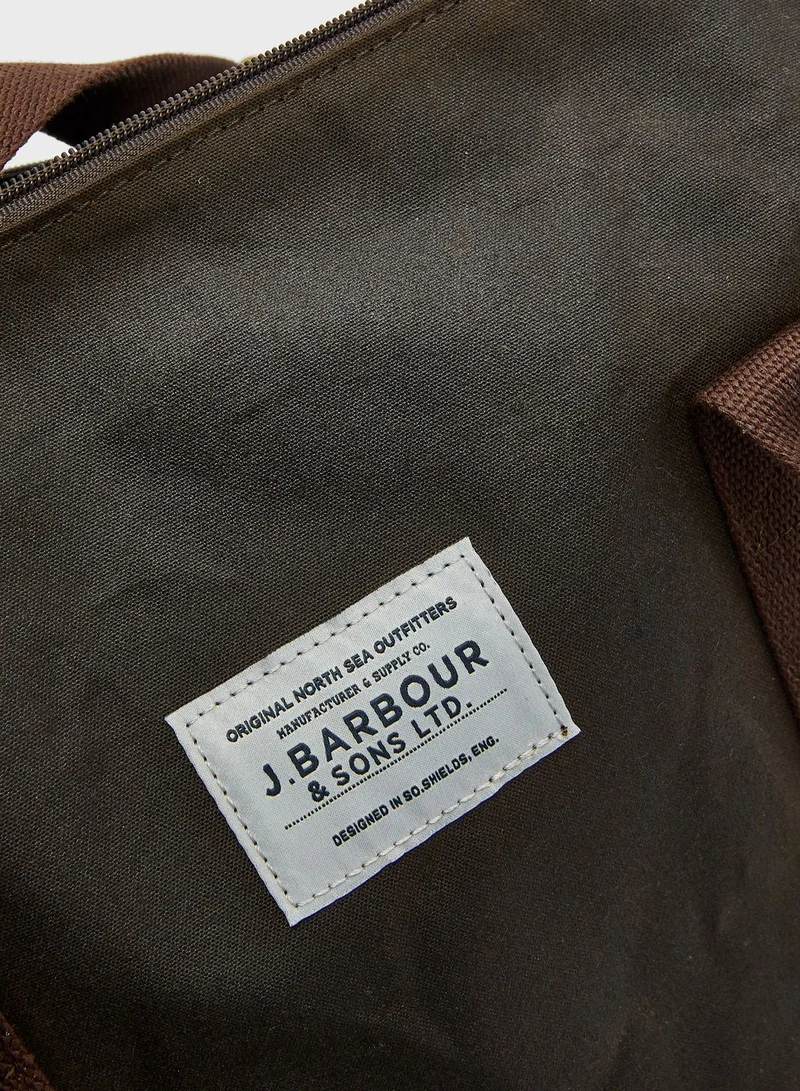 ORIGINAL NORTH SEA OUTFITTERS
MANUFACTURER & SUPPLY CO.
J.BARBOUR
& SONS LTD.
DESIGNED IN SO.SHIELDS, ENG.